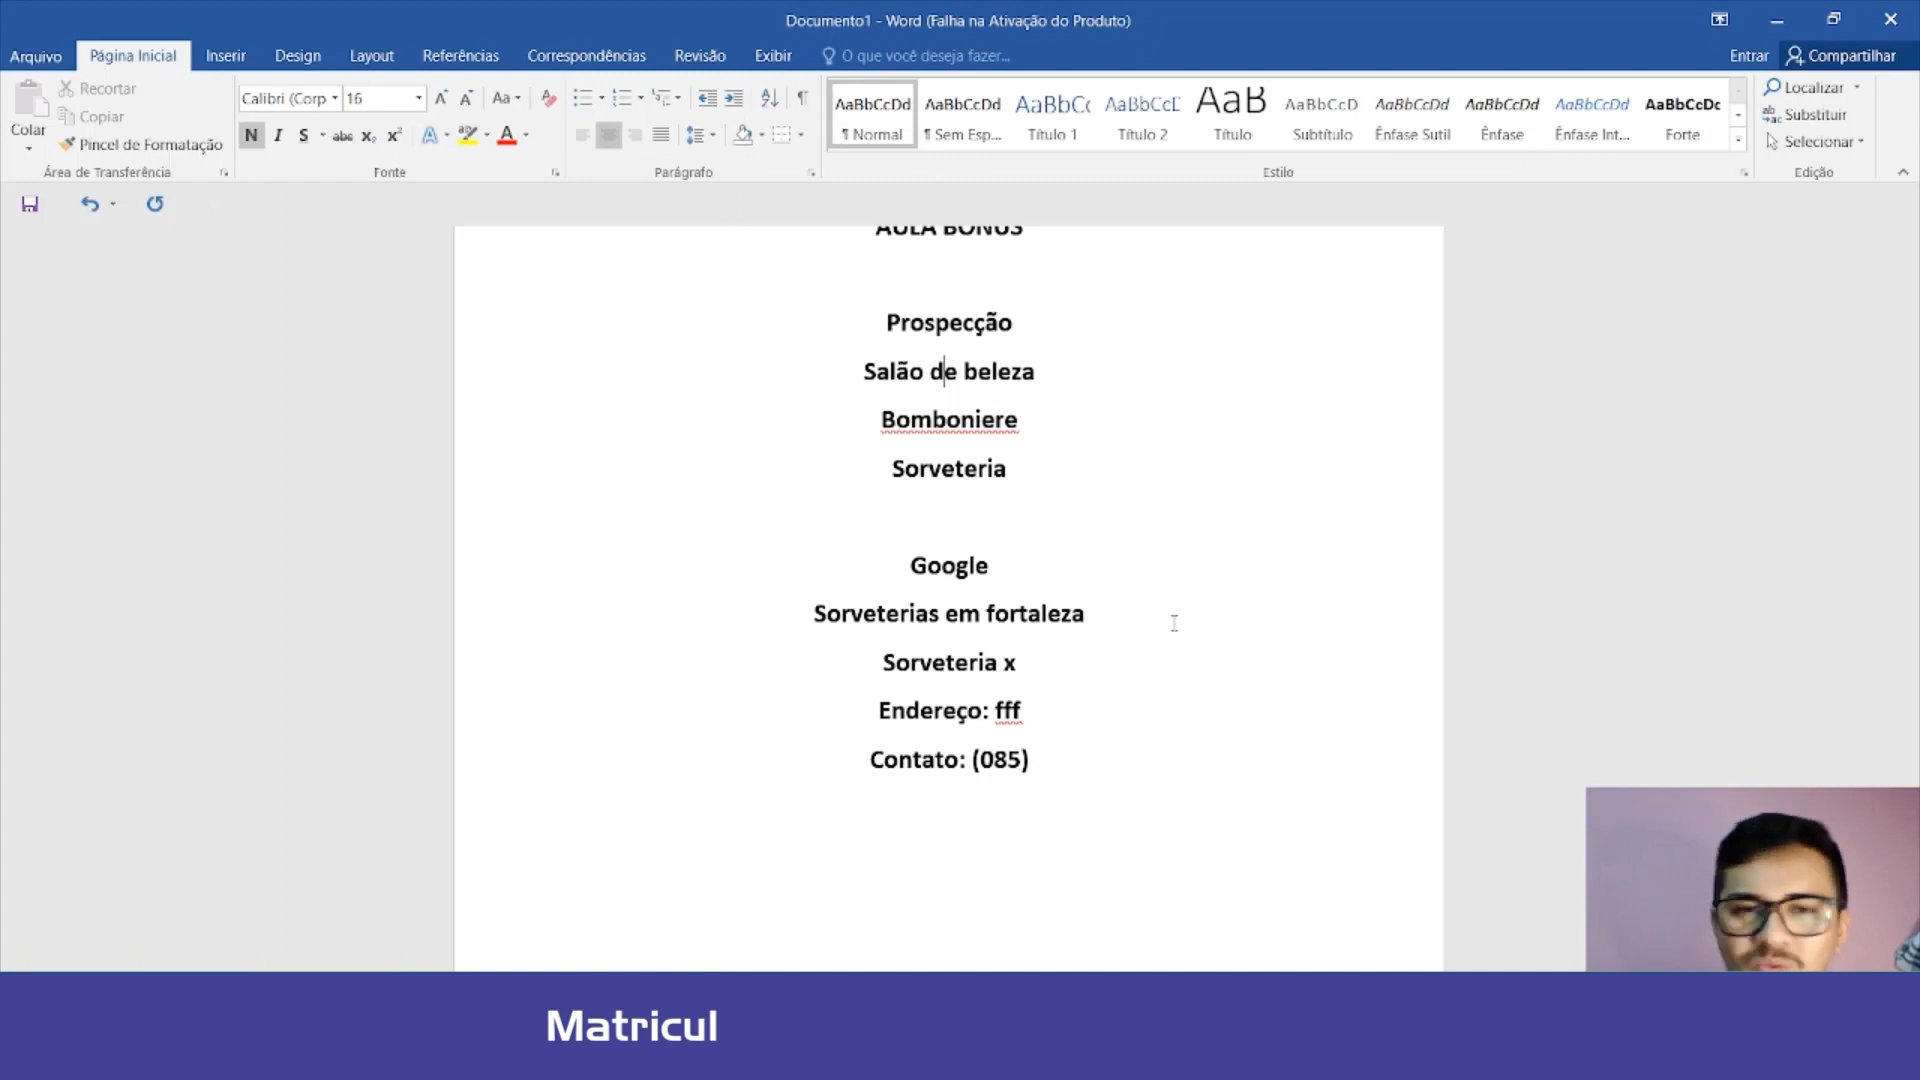 Documento1 - Word (Falha na Ativação do Produto)
Arquivo Página Inicial Inserir Design Layout Referências Correspondências Revisão Exibir O que você deseja fazer... Entrar Compartilhar
Colar
Recortar
Copiar
Pincel de Formatação
Área de Transferência
Calibri (Corp 16
Aa
N I S abc x₂ x² A A
Fonte
Parágrafo
AaBbCcDd AaBbCcDd AaBbCc AaBbCcE AaB AaBbCcD AaBbCcDd AaBbCcDd AaBbCcDd AaBbCcDc
¶ Normal ¶ Sem Esp... Título 1 Título 2 Título Subtítulo Ênfase Sutil Ênfase Ênfase Int... Forte
Estilo
Localizar
Substituir
Selecionar
Edição
AULA BONUS
Prospecção
Salão de beleza
Bomboniere
Sorveteria
Google
Sorveterias em fortaleza
Sorveteria x
Endereço: fff
Contato: (085)
Matricul